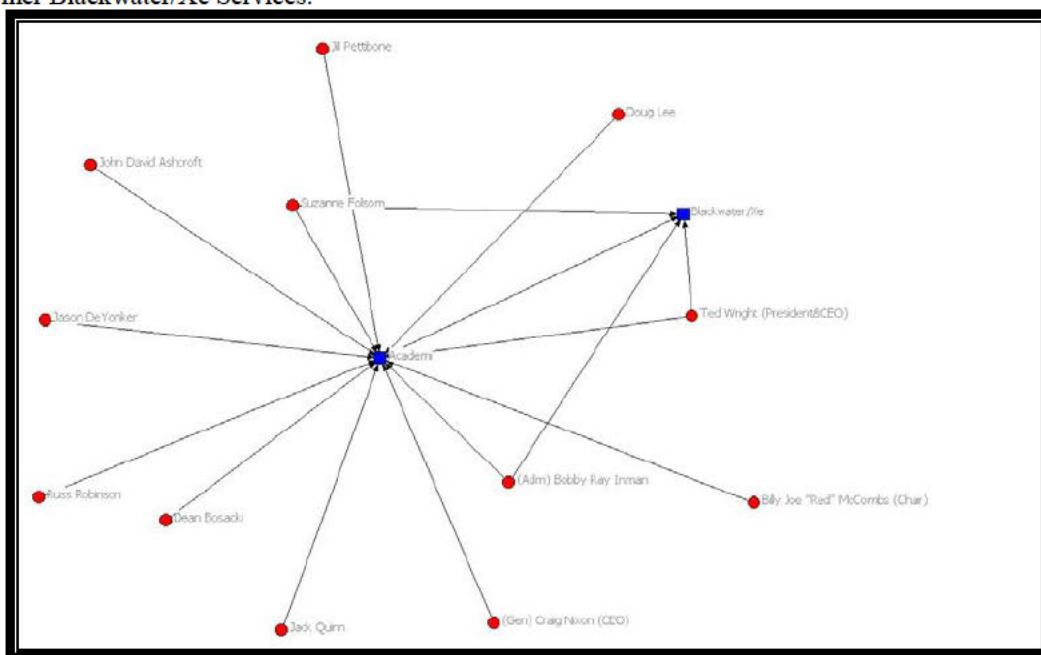 Blackwater/Xe Services.
Jill Pettibone
Doug Lee
John David Ashcroft
Suzanne Folsom
Blackwater/Xe
Jason DeYonker
Ted Wright (President&CEO)
Academi
(Adm) Bobby Ray Inman
Russ Robinson
Billy Joe "Red" McCombs (Chair)
Dean Bosacki
Jack Quinn
(Gen) Craig Nixon (CEO)